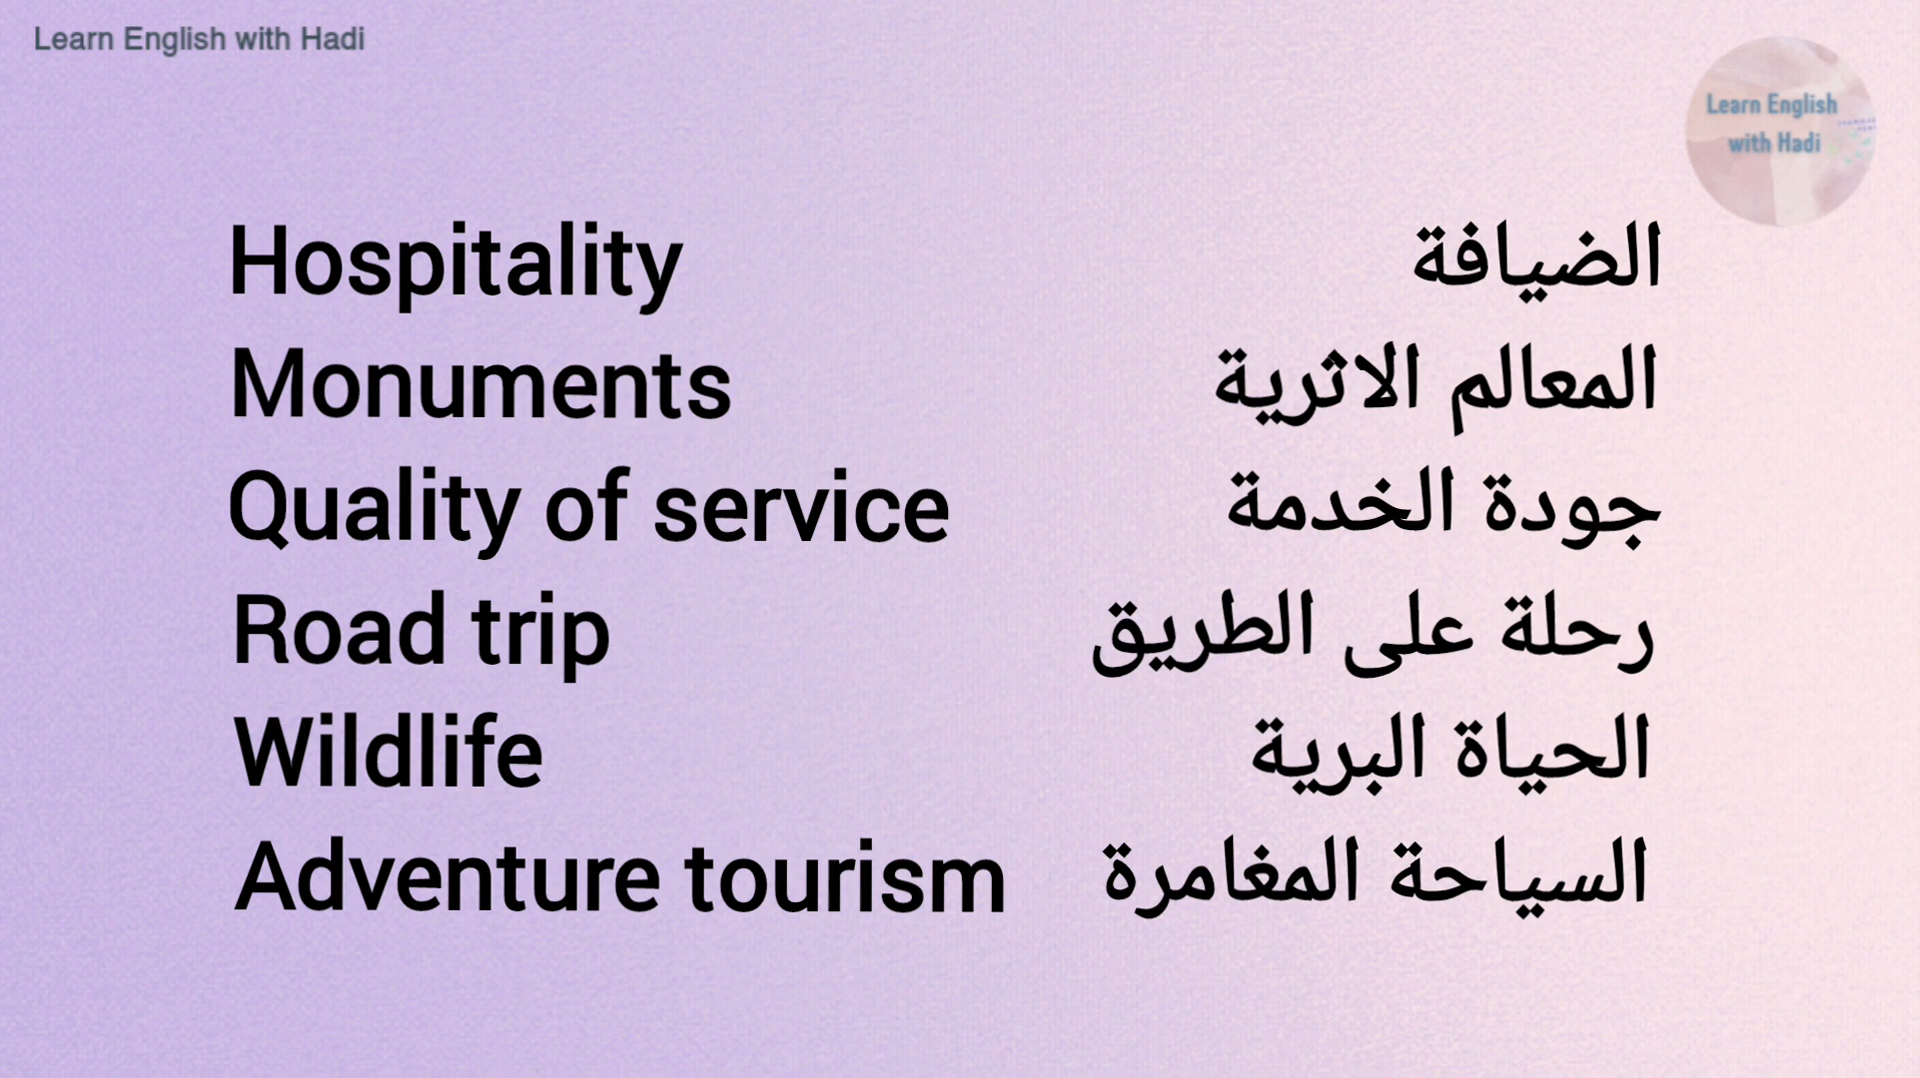 Learn English with Hadi
Learn English
with Hadi
Hospitality الضيافة
Monuments المعالم الاثرية
Quality of service جودة الخدمة
Road trip رحلة على الطريق
Wildlife الحياة البرية
Adventure tourism السياحة المغامرة